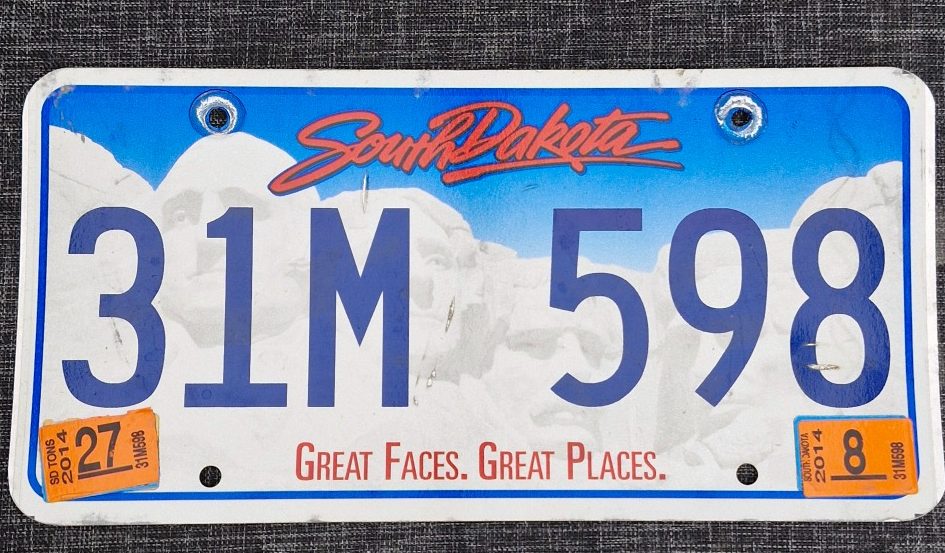 South Dakota
31M 598
SD TONS
2014
27
31M598
GREAT FACES. GREAT PLACES.
SOUTH DAKOTA
2014
8
31M598